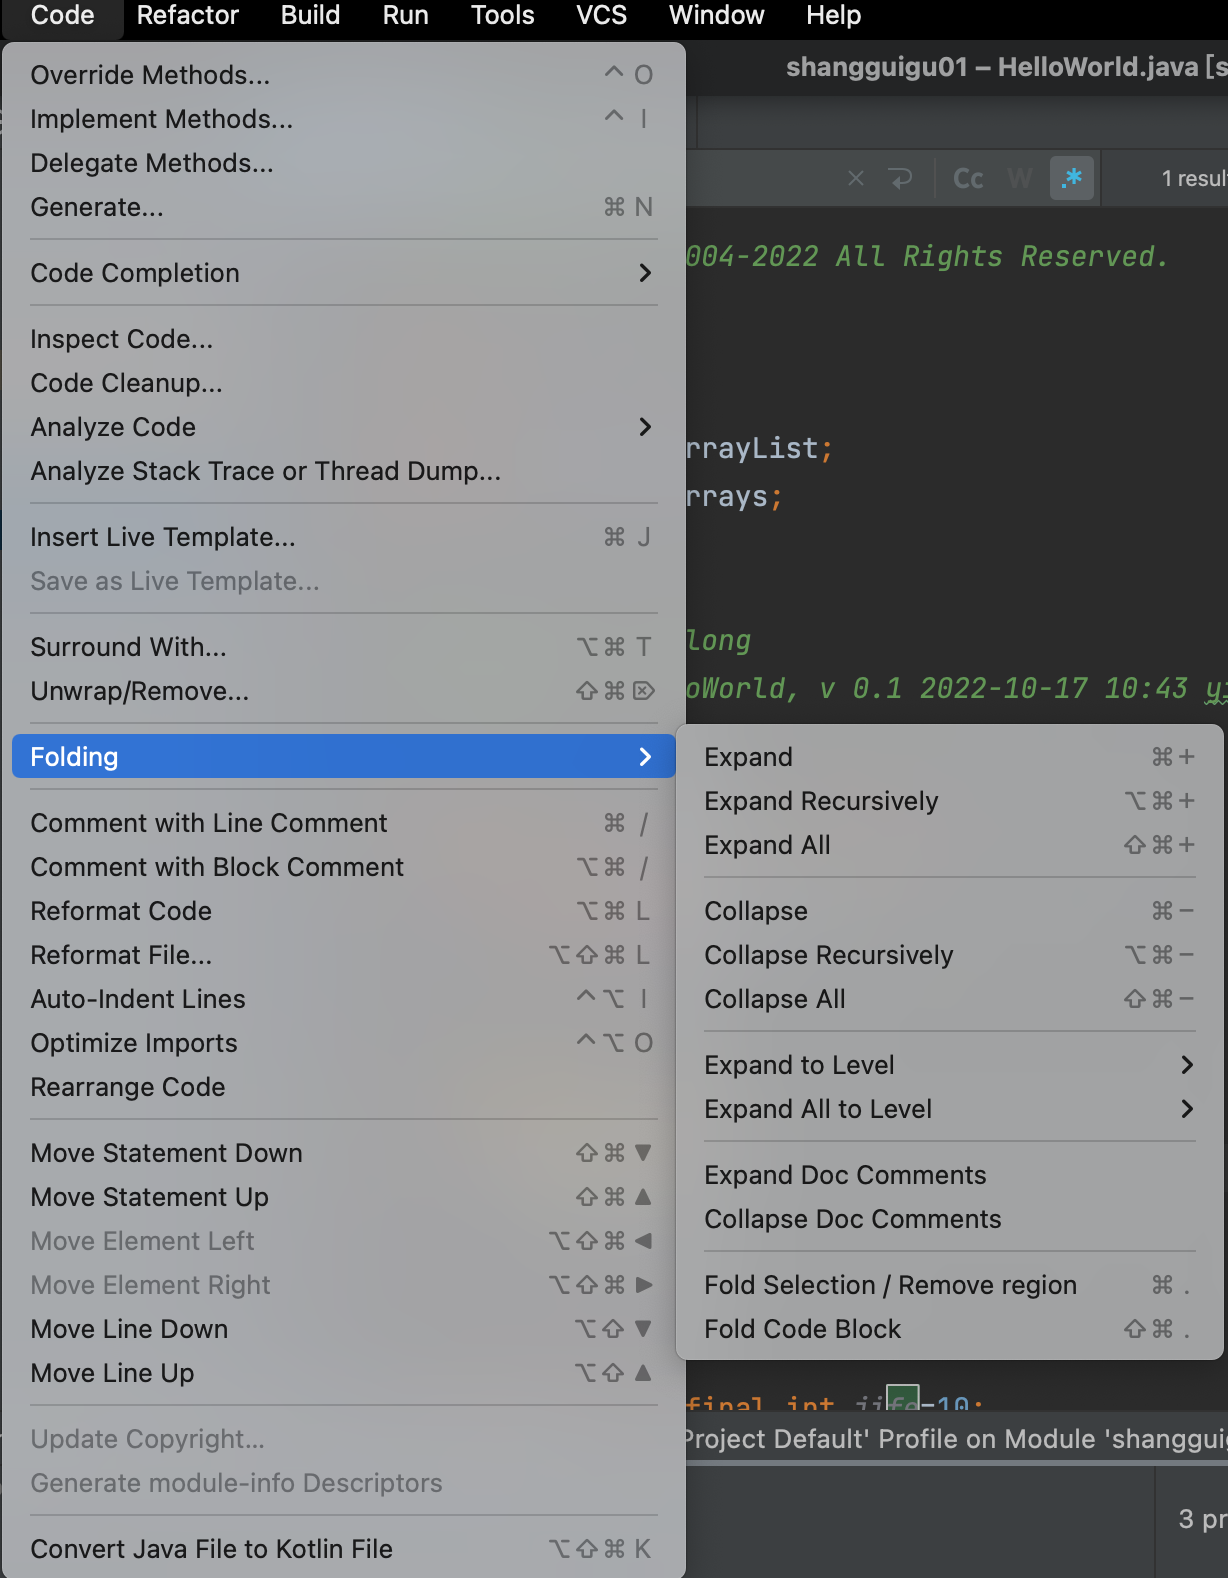 Code Refactor Build Run Tools VCS Window Help
shangguigu01 – HelloWorld.java [s
Override Methods... ^ O
Implement Methods... ^ I
Delegate Methods...
Generate... ⌘ N
Code Completion
Inspect Code...
Code Cleanup...
Analyze Code
Analyze Stack Trace or Thread Dump...
Insert Live Template... ⌘ J
Save as Live Template...
Surround With... ⌥⌘ T
Unwrap/Remove... ⇧⌘⌦
Folding
Comment with Line Comment ⌘ /
Comment with Block Comment ⌥⌘ /
Reformat Code ⌥⌘ L
Reformat File... ⌥⇧⌘ L
Auto-Indent Lines ^⌥ I
Optimize Imports ^⌥ O
Rearrange Code
Move Statement Down ⇧⌘ ▼
Move Statement Up ⇧⌘ ▲
Move Element Left ⌥⇧⌘ ◀
Move Element Right ⌥⇧⌘ ▶
Move Line Down ⌥⇧ ▼
Move Line Up ⌥⇧ ▲
Update Copyright...
Generate module-info Descriptors
Convert Java File to Kotlin File ⌥⇧⌘ K
Cc W .* 1 resul
004-2022 All Rights Reserved.
rrayList;
rrays;
long
oWorld, v 0.1 2022-10-17 10:43 yi
Expand ⌘+
Expand Recursively ⌥⌘+
Expand All ⇧⌘+
Collapse ⌘−
Collapse Recursively ⌥⌘−
Collapse All ⇧⌘−
Expand to Level
Expand All to Level
Expand Doc Comments
Collapse Doc Comments
Fold Selection / Remove region ⌘ .
Fold Code Block ⇧⌘ .
final int jjfe=10;
Project Default' Profile on Module 'shanggui
3 pr